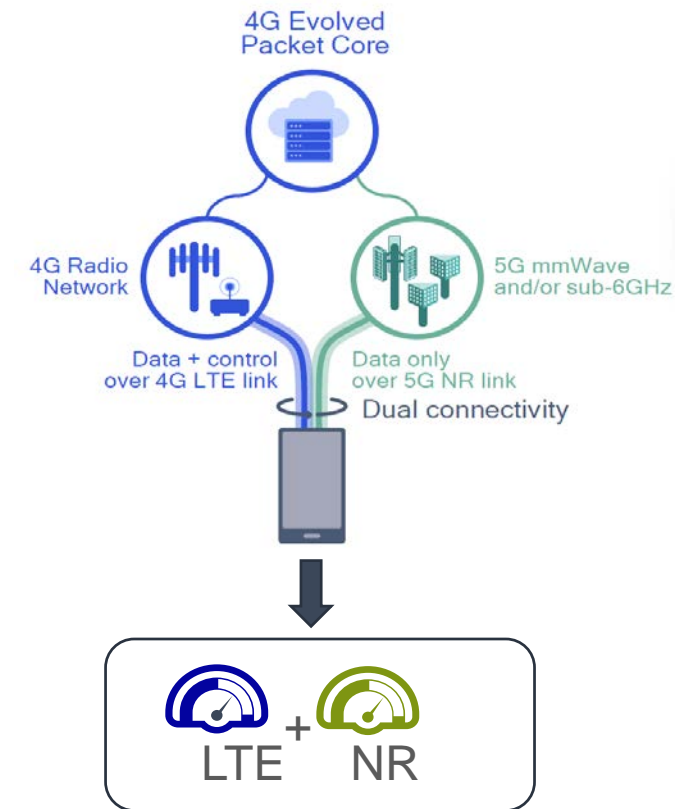 4G Evolved
Packet Core
4G Radio
Network
5G mmWave
and/or sub-6GHz
Data + control
over 4G LTE link
Data only
over 5G NR link
Dual connectivity
+
LTE NR